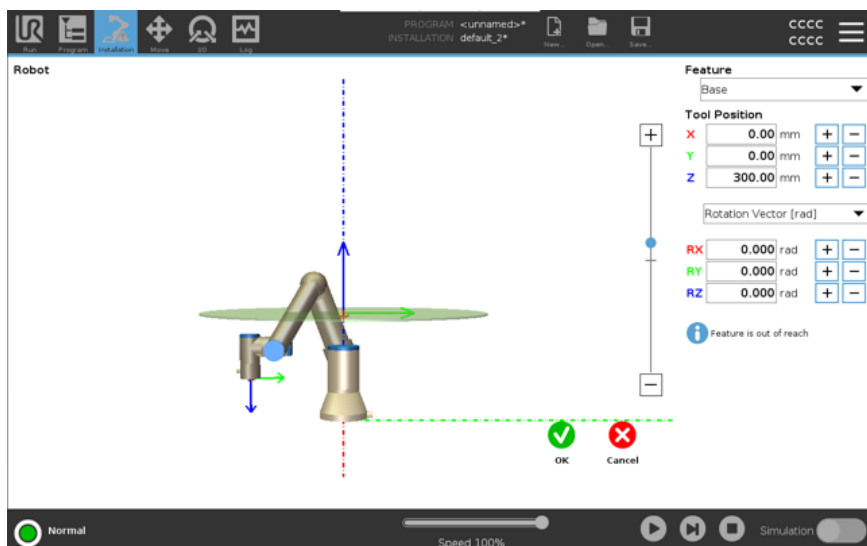 PROGRAM <unnamed>*
INSTALLATION default_2*
CCCC
CCCC
Run Program Installation Move I/O Log New... Open... Save...
Robot
Feature
Base
Tool Position
X 0.00 mm + −
Y 0.00 mm + −
Z 300.00 mm + −
Rotation Vector [rad]
RX 0.000 rad + −
RY 0.000 rad + −
RZ 0.000 rad + −
Feature is out of reach
OK Cancel
Normal
Speed 100%
Simulation